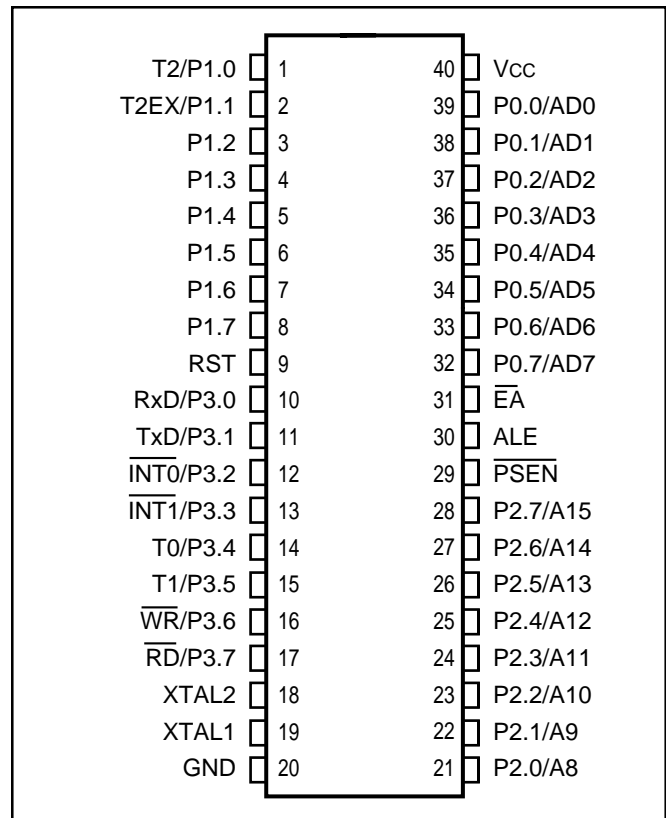 T2/P1.0 1 40 Vcc
T2EX/P1.1 2 39 P0.0/AD0
P1.2 3 38 P0.1/AD1
P1.3 4 37 P0.2/AD2
P1.4 5 36 P0.3/AD3
P1.5 6 35 P0.4/AD4
P1.6 7 34 P0.5/AD5
P1.7 8 33 P0.6/AD6
RST 9 32 P0.7/AD7
RxD/P3.0 10 31 E̅A̅
TxD/P3.1 11 30 ALE
I̅N̅T̅0̅/P3.2 12 29 P̅S̅E̅N̅
I̅N̅T̅1̅/P3.3 13 28 P2.7/A15
T0/P3.4 14 27 P2.6/A14
T1/P3.5 15 26 P2.5/A13
W̅R̅/P3.6 16 25 P2.4/A12
R̅D̅/P3.7 17 24 P2.3/A11
XTAL2 18 23 P2.2/A10
XTAL1 19 22 P2.1/A9
GND 20 21 P2.0/A8